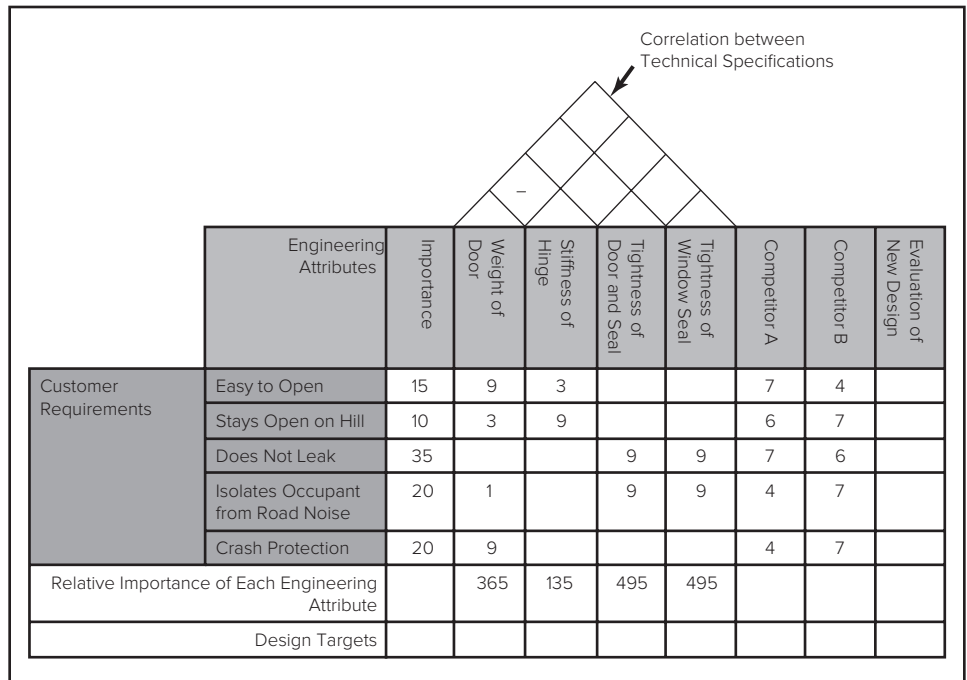 Correlation between
Technical Specifications
–
Engineering
Attributes
Importance
Weight of
Door
Stiffness of
Hinge
Tightness of
Door and Seal
Tightness of
Window Seal
Competitor A
Competitor B
Evaluation of
New Design
Customer
Requirements
Easy to Open 15 9 3 7 4
Stays Open on Hill 10 3 9 6 7
Does Not Leak 35 9 9 7 6
Isolates Occupant
from Road Noise 20 1 9 9 4 7
Crash Protection 20 9 4 7
Relative Importance of Each Engineering
Attribute 365 135 495 495
Design Targets